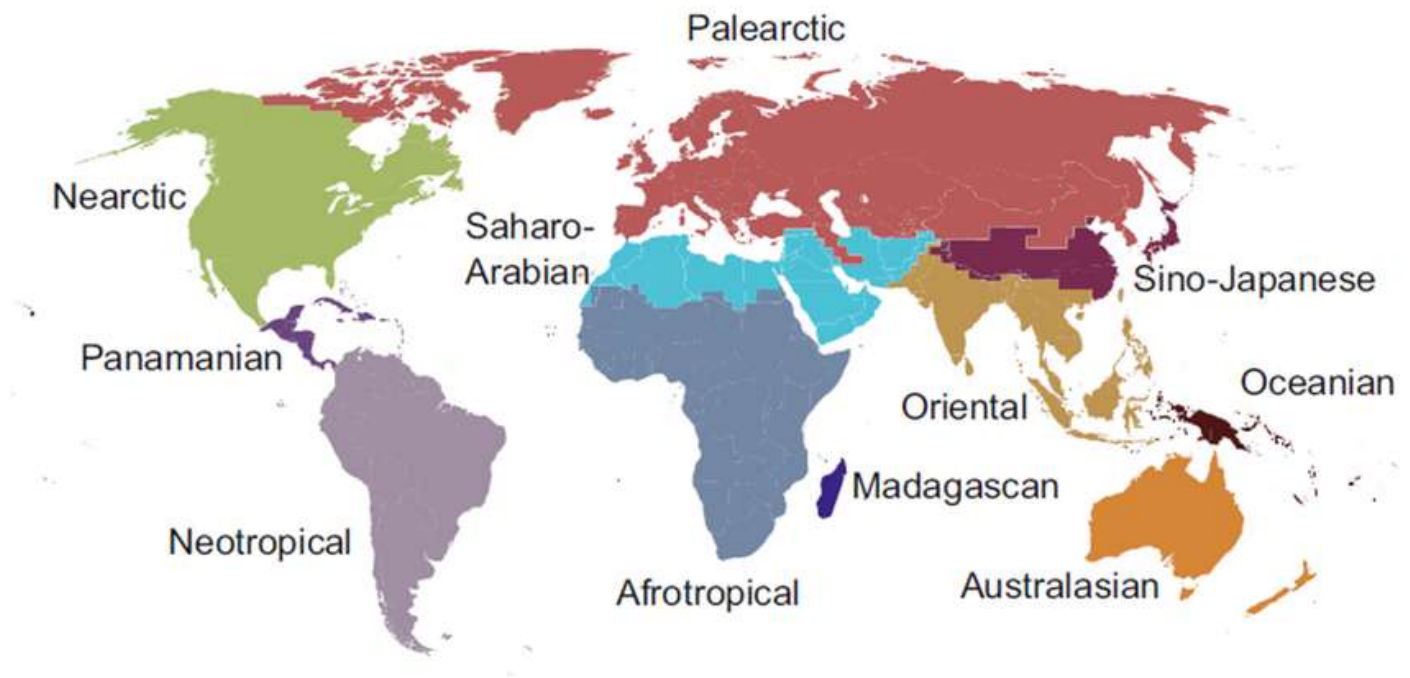 Palearctic
Nearctic
Saharo-
Arabian
Sino-Japanese
Panamanian
Oceanian
Oriental
Madagascan
Neotropical
Afrotropical
Australasian